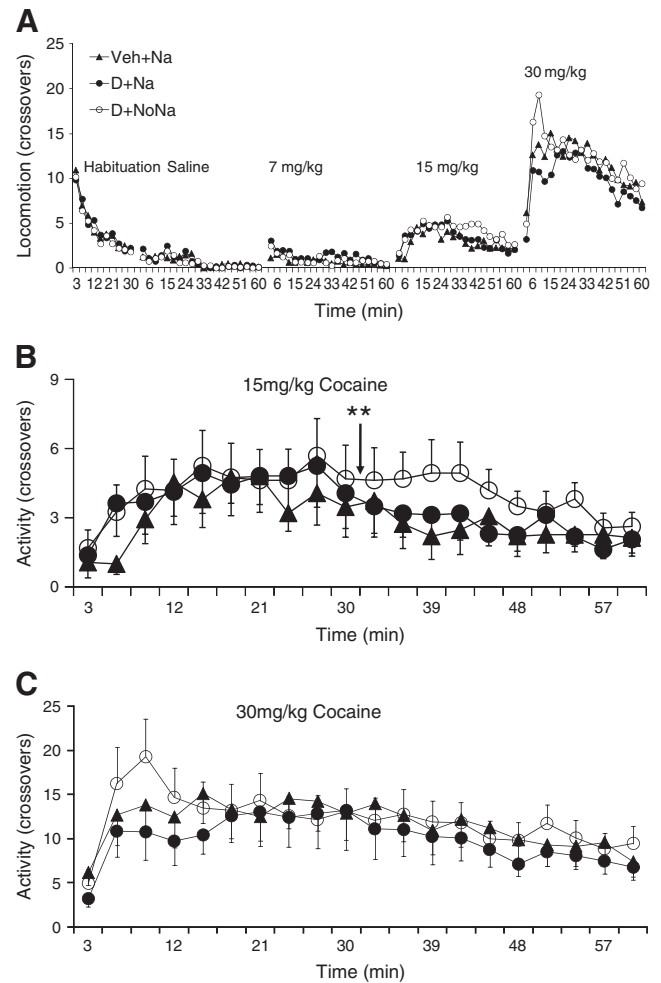 A
Locomotion (crossovers)
25
20
15
10
5
0
Veh+Na
D+Na
D+NoNa
Habituation Saline
7 mg/kg
15 mg/kg
30 mg/kg
3 12 21 30 6 15 24 33 42 51 60 6 15 24 33 42 51 60 6 15 24 33 42 51 60 6 15 24 33 42 51 60
Time (min)
B
15mg/kg Cocaine
**
Activity (crossovers)
9
6
3
0
3 12 21 30 39 48 57
Time (min)
C
30mg/kg Cocaine
Activity (crossovers)
25
20
15
10
5
0
3 12 21 30 39 48 57
Time (min)